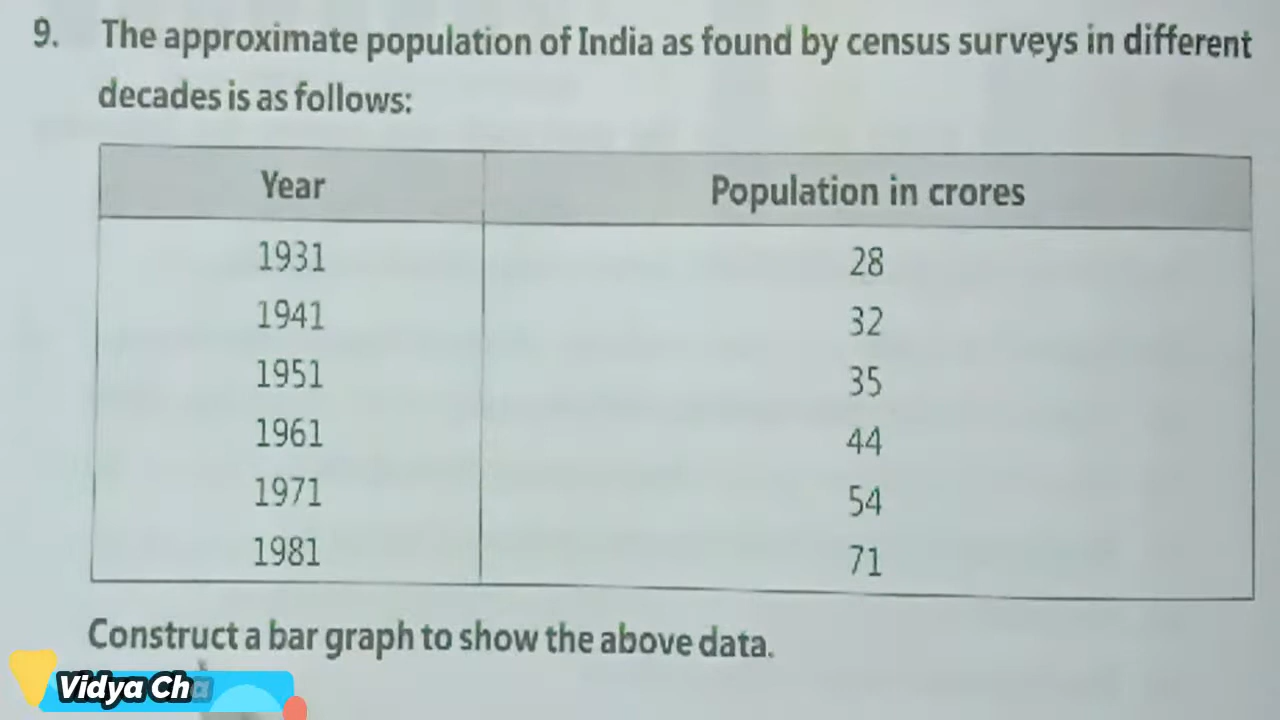 9. The approximate population of India as found by census surveys in different
decades is as follows:
Year Population in crores
1931 28
1941 32
1951 35
1961 44
1971 54
1981 71
Construct a bar graph to show the above data.
Vidya Cha